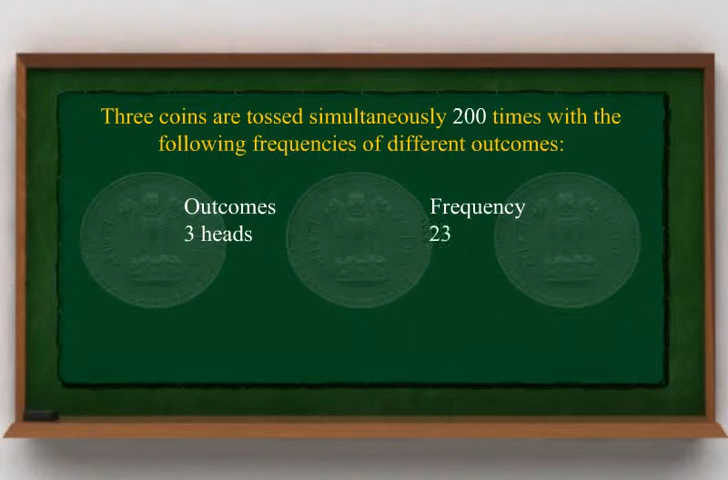 Three coins are tossed simultaneously 200 times with the
following frequencies of different outcomes:
Outcomes Frequency
3 heads 23